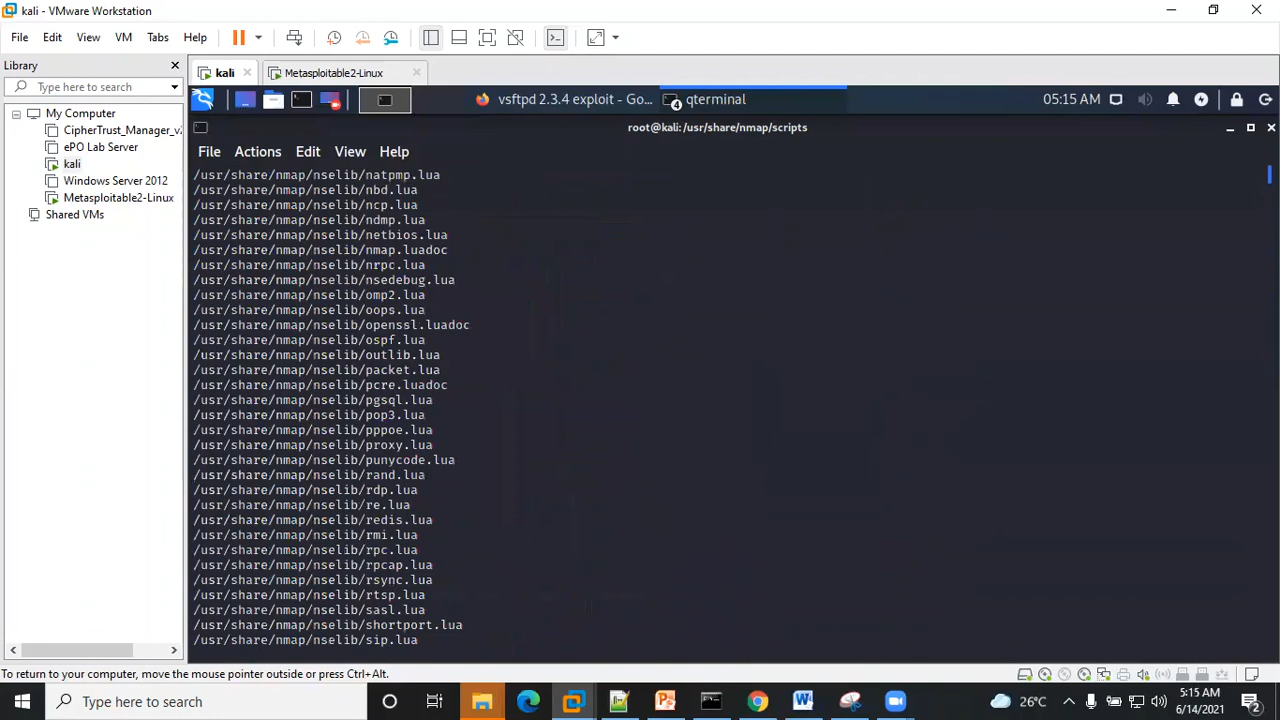 kali - VMware Workstation
File Edit View VM Tabs Help
Library
Type here to search
My Computer
CipherTrust_Manager_v:
ePO Lab Server
kali
Windows Server 2012
Metasploitable2-Linux
Shared VMs
kali
Metasploitable2-Linux
vsftpd 2.3.4 exploit - Go...
4 qterminal
05:15 AM
root@kali:/usr/share/nmap/scripts
File Actions Edit View Help
/usr/share/nmap/nselib/natpmp.lua
/usr/share/nmap/nselib/nbd.lua
/usr/share/nmap/nselib/ncp.lua
/usr/share/nmap/nselib/ndmp.lua
/usr/share/nmap/nselib/netbios.lua
/usr/share/nmap/nselib/nmap.luadoc
/usr/share/nmap/nselib/nrpc.lua
/usr/share/nmap/nselib/nsedebug.lua
/usr/share/nmap/nselib/omp2.lua
/usr/share/nmap/nselib/oops.lua
/usr/share/nmap/nselib/openssl.luadoc
/usr/share/nmap/nselib/ospf.lua
/usr/share/nmap/nselib/outlib.lua
/usr/share/nmap/nselib/packet.lua
/usr/share/nmap/nselib/pcre.luadoc
/usr/share/nmap/nselib/pgsql.lua
/usr/share/nmap/nselib/pop3.lua
/usr/share/nmap/nselib/pppoe.lua
/usr/share/nmap/nselib/proxy.lua
/usr/share/nmap/nselib/punycode.lua
/usr/share/nmap/nselib/rand.lua
/usr/share/nmap/nselib/rdp.lua
/usr/share/nmap/nselib/re.lua
/usr/share/nmap/nselib/redis.lua
/usr/share/nmap/nselib/rmi.lua
/usr/share/nmap/nselib/rpc.lua
/usr/share/nmap/nselib/rpcap.lua
/usr/share/nmap/nselib/rsync.lua
/usr/share/nmap/nselib/rtsp.lua
/usr/share/nmap/nselib/sasl.lua
/usr/share/nmap/nselib/shortport.lua
/usr/share/nmap/nselib/sip.lua
To return to your computer, move the mouse pointer outside or press Ctrl+Alt.
Type here to search
26°C
5:15 AM
6/14/2021
2